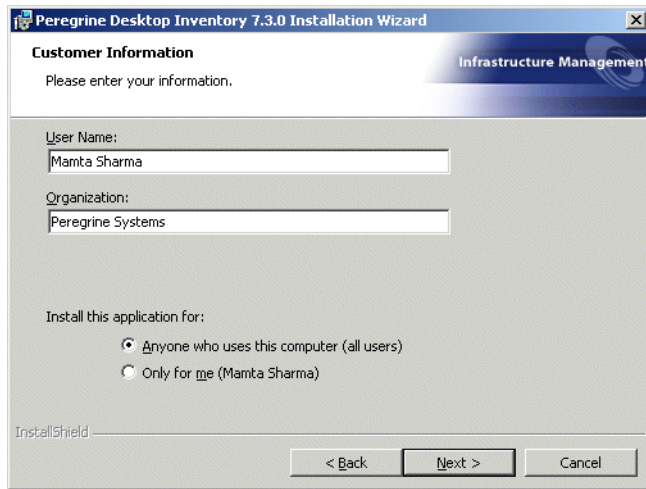 Peregrine Desktop Inventory 7.3.0 Installation Wizard
Customer Information
Please enter your information.
Infrastructure Management
User Name:
Mamta Sharma
Organization:
Peregrine Systems
Install this application for:
Anyone who uses this computer (all users)
Only for me (Mamta Sharma)
InstallShield
< Back
Next >
Cancel